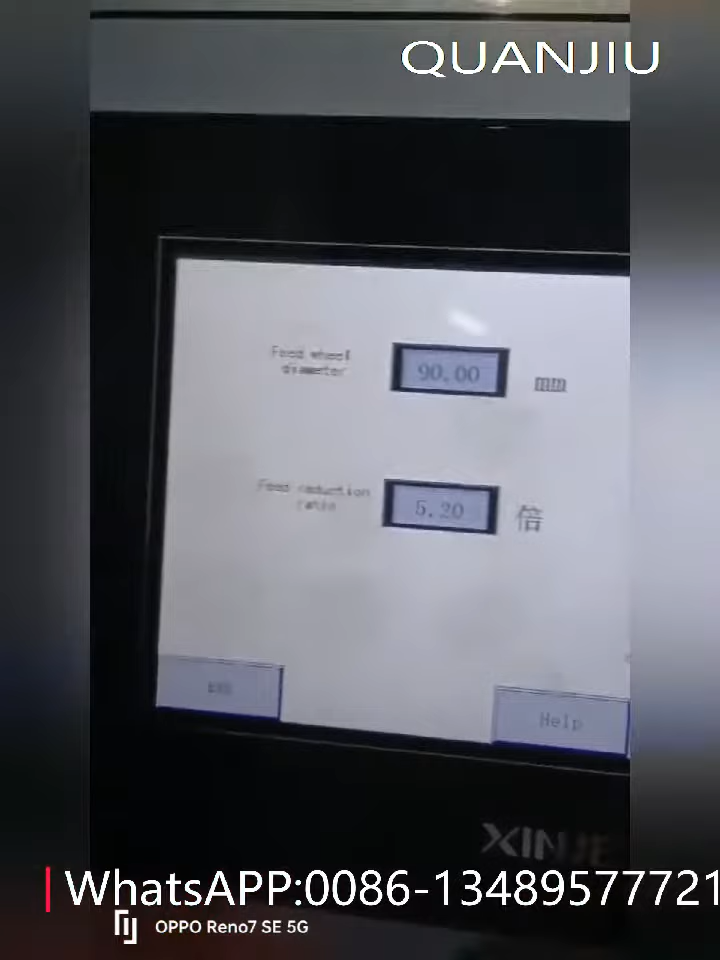 QUANJIU
Feed wheel
diameter
90.00
mm
Feed reduction
ratio
5.20
倍
Help
XINJE
WhatsAPP:0086-13489577721
OPPO Reno7 SE 5G